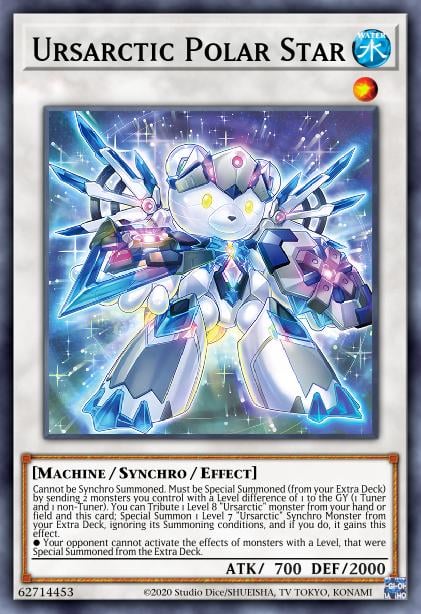 URSARCTIC POLAR STAR
WATER
水
[MACHINE / SYNCHRO / EFFECT]
Cannot be Synchro Summoned. Must be Special Summoned (from your Extra Deck)
by sending 2 monsters you control with a Level difference of 1 to the GY (1 Tuner
and 1 non-Tuner). You can Tribute 1 Level 8 "Ursarctic" monster from your hand or
field and this card; Special Summon 1 Level 7 "Ursarctic" Synchro Monster from
your Extra Deck, ignoring its Summoning conditions, and if you do, it gains this
effect.
● Your opponent cannot activate the effects of monsters with a Level, that were
Special Summoned from the Extra Deck.
ATK/ 700 DEF/2000
62714453
©2020 Studio Dice/SHUEISHA, TV TOKYO, KONAMI